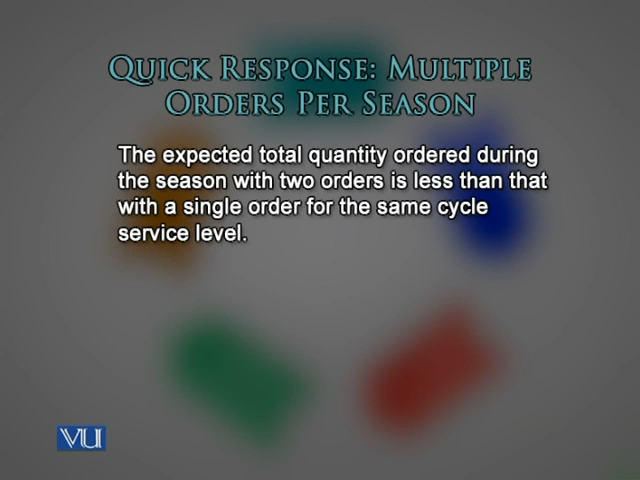 Quick Response: Multiple
Orders Per Season
The expected total quantity ordered during
the season with two orders is less than that
with a single order for the same cycle
service level.
VU